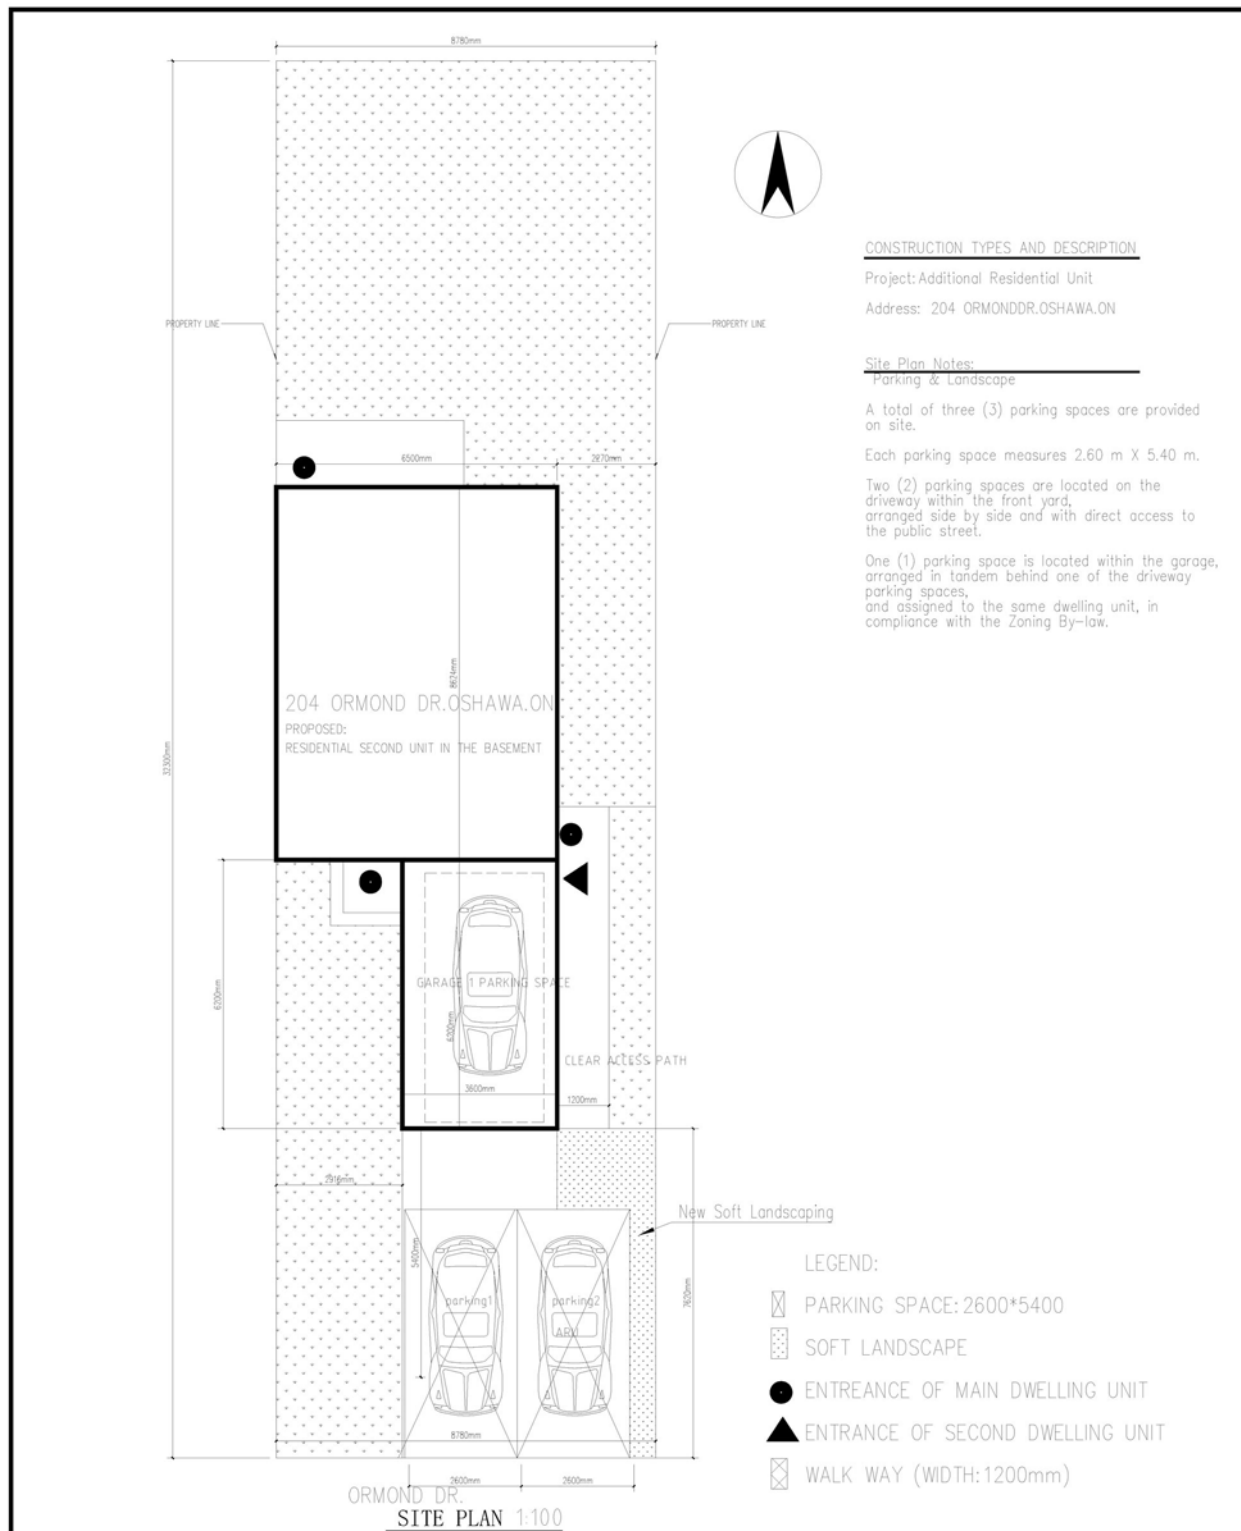 8780mm
CONSTRUCTION TYPES AND DESCRIPTION
Project: Additional Residential Unit
Address: 204 ORMONDDR.OSHAWA.ON
PROPERTY LINE
PROPERTY LINE
Site Plan Notes:
Parking & Landscape
A total of three (3) parking spaces are provided
on site.
Each parking space measures 2.60 m X 5.40 m.
Two (2) parking spaces are located on the
driveway within the front yard,
arranged side by side and with direct access to
the public street.
One (1) parking space is located within the garage,
arranged in tandem behind one of the driveway
parking spaces,
and assigned to the same dwelling unit, in
compliance with the Zoning By-law.
6500mm
2270mm
8624mm
204 ORMOND DR.OSHAWA.ON
PROPOSED:
RESIDENTIAL SECOND UNIT IN THE BASEMENT
32300mm
6200mm
GARAGE 1 PARKING SPACE
6200mm
CLEAR ACCESS PATH
3600mm
1200mm
2916mm
New Soft Landscaping
5400mm
7620mm
parking1
parking2
ARU
8780mm
2600mm
2600mm
LEGEND:
PARKING SPACE: 2600*5400
SOFT LANDSCAPE
ENTREANCE OF MAIN DWELLING UNIT
ENTRANCE OF SECOND DWELLING UNIT
WALK WAY (WIDTH: 1200mm)
ORMOND DR.
SITE PLAN 1:100